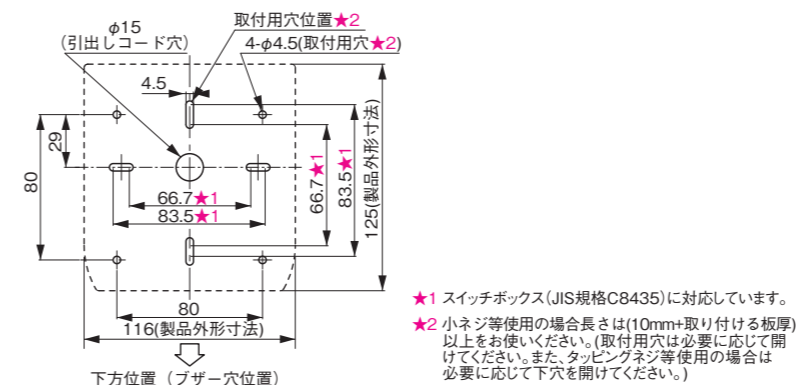 φ15
(引出しコード穴)
取付用穴位置★2
4-φ4.5(取付用穴★2)
4.5
29
80
66.7★1
83.5★1
66.7★1
83.5★1
125(製品外形寸法)
80
116(製品外形寸法)
下方位置(ブザー穴位置)
★1 スイッチボックス(JIS規格C8435)に対応しています。
★2 小ネジ等使用の場合長さは(10mm+取り付ける板厚)
以上をお使いください。(取付用穴は必要に応じて開
けてください。また、タッピングネジ等使用の場合は
必要に応じて下穴を開けてください。)